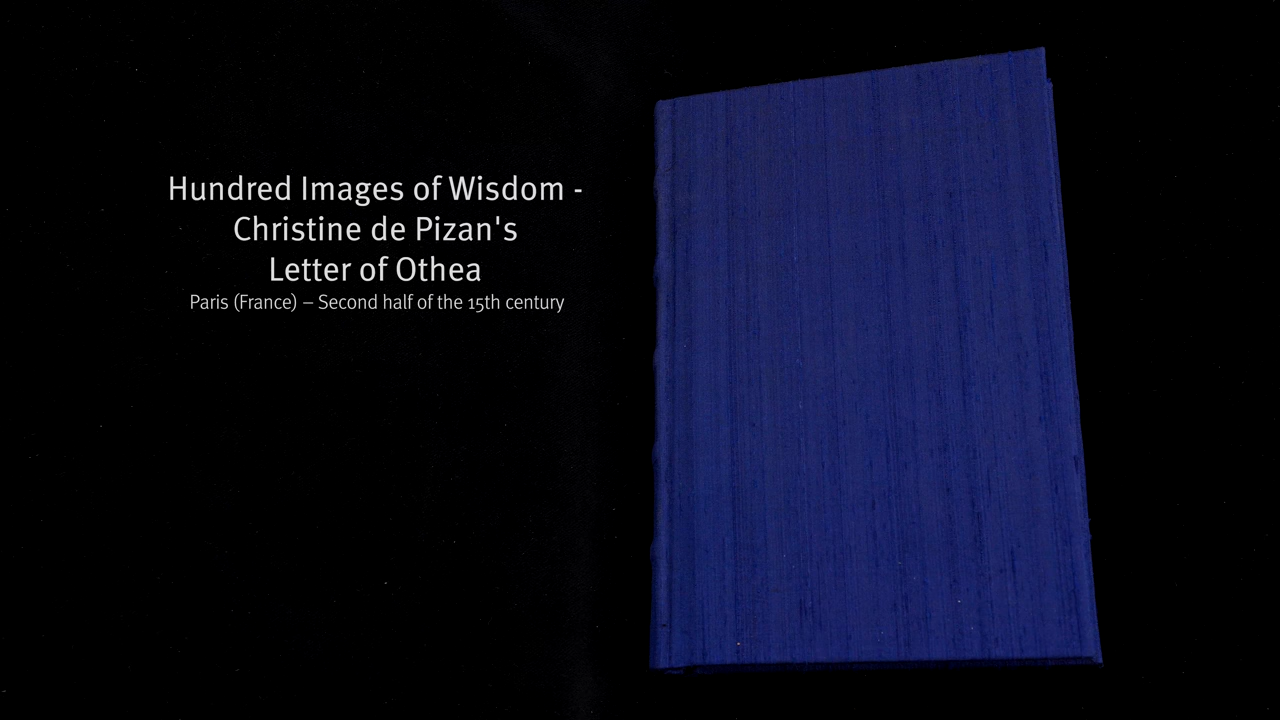 Hundred Images of Wisdom -
Christine de Pizan's
Letter of Othea
Paris (France) – Second half of the 15th century